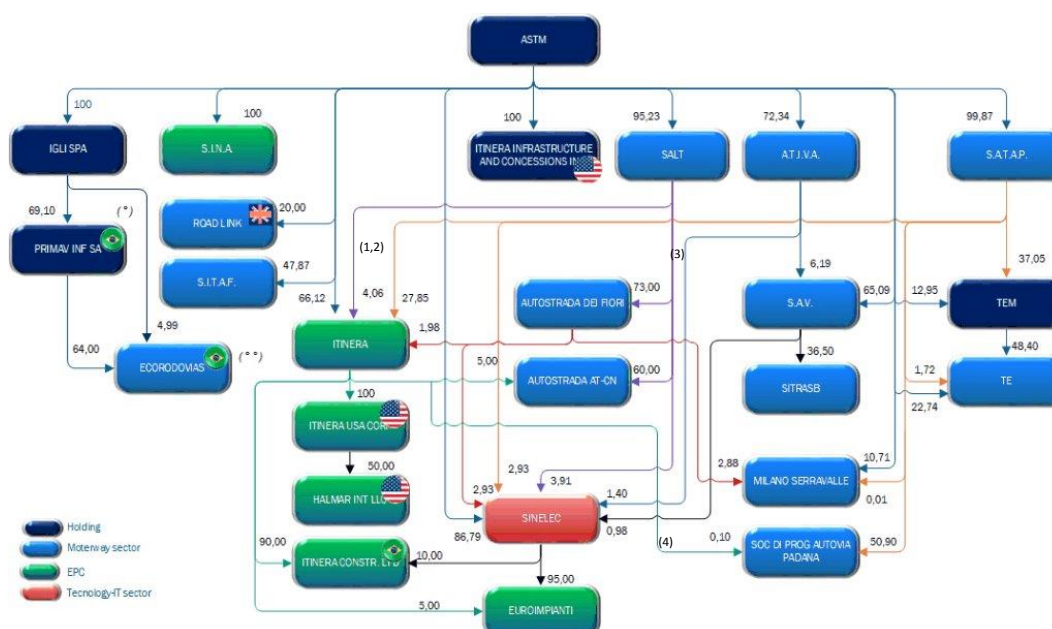 ASTM
100
100
100
95,23
72,34
99,87
IGLI SPA
S.I.N.A.
ITINERA INFRASTRUCTURE
AND CONCESSIONS
SALT
A.T.I.V.A.
S.A.T.A.P.
69,10
(°)
ROAD LINK
20,00
(1,2)
(3)
PRIMAV INF SA
6,19
37,05
S.I.T.A.F.
47,87
66,12
4,06
27,85
AUTOSTRADA DEI FIORI
73,00
S.A.V.
65,09
12,95
TEM
64,00
4,99
ITINERA
1,98
48,40
ECORODOVIAS
(°°)
5,00
AUTOSTRADA AT-CN
60,00
36,50
SITRASB
1,72
TE
22,74
100
ITINERA USA CORP
50,00
2,93
3,91
2,88
10,71
HALMAR INT LLC
2,93
SINELEC
1,40
MILANO SERRAVALLE
0,01
86,79
0,98
90,00
ITINERA CONSTR. LTD
10,00
(4)
0,10
SOC DI PROG AUTOVIA
PADANA
50,90
95,00
5,00
EUROIMPIANTI
Holding
Moterway sector
EPC
Tecnology-IT sector